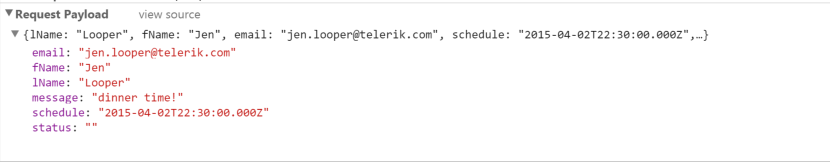 ▼ Request Payload view source
▼ {lName: "Looper", fName: "Jen", email: "jen.looper@telerik.com", schedule: "2015-04-02T22:30:00.000Z",…}
email: "jen.looper@telerik.com"
fName: "Jen"
lName: "Looper"
message: "dinner time!"
schedule: "2015-04-02T22:30:00.000Z"
status: ""